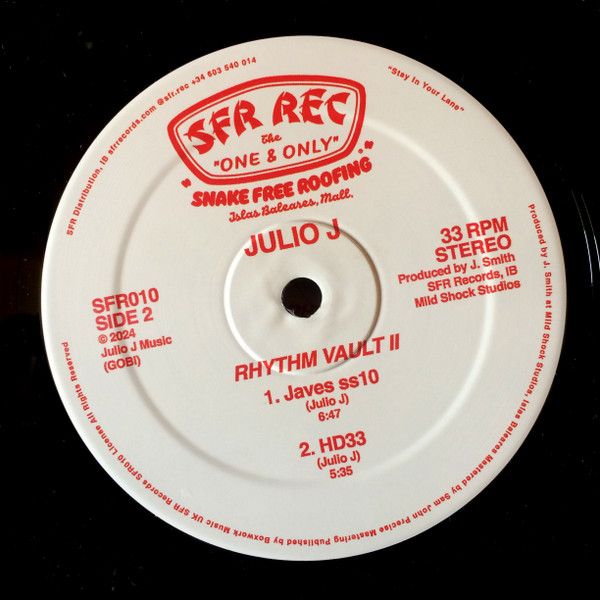 SFR Distribution, IB sfrrecords.com @sfr.rec +34 603 540 014
"Stay In Your Lane"
SFR REC
the
"ONE & ONLY"
"SNAKE FREE ROOFING"
Islas Baleares, Mall.
JULIO J
33 RPM
STEREO
Produced by J. Smith
SFR Records, IB
Mild Shock Studios
SFR010
SIDE 2
© 2024
Julio J Music
(GOBI)
RHYTHM VAULT II
1. Javes ss10
(Julio J)
6:47
2. HD33
(Julio J)
5:35
Produced by J. Smith at Mild Shock Studios, Islas Baleares Mastered by Sam John Precise Mastering Published by Boxwork Music UK SFR Records SFR010 License All Rights Reserved